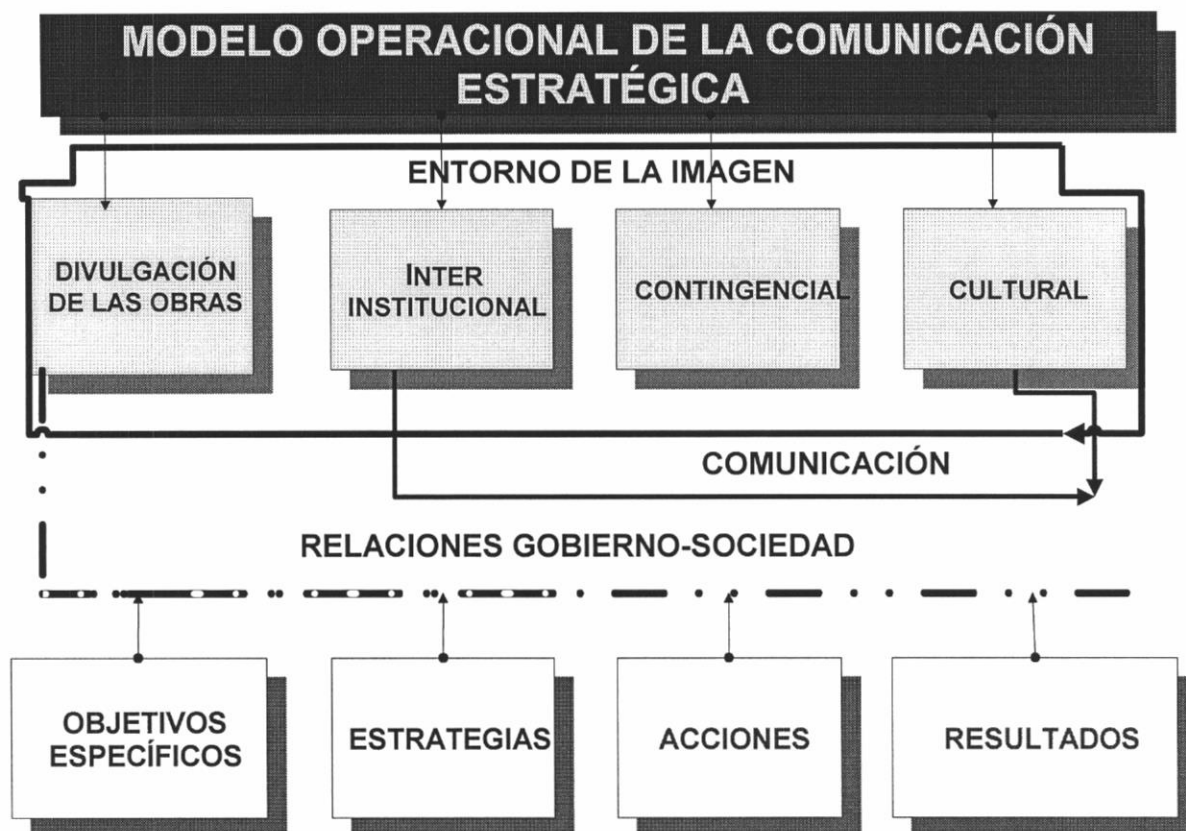 MODELO OPERACIONAL DE LA COMUNICACIÓN
ESTRATÉGICA
ENTORNO DE LA IMAGEN
DIVULGACIÓN
DE LAS OBRAS
INTER
INSTITUCIONAL
CONTINGENCIAL
CULTURAL
COMUNICACIÓN
RELACIONES GOBIERNO-SOCIEDAD
OBJETIVOS
ESPECÍFICOS
ESTRATEGIAS
ACCIONES
RESULTADOS